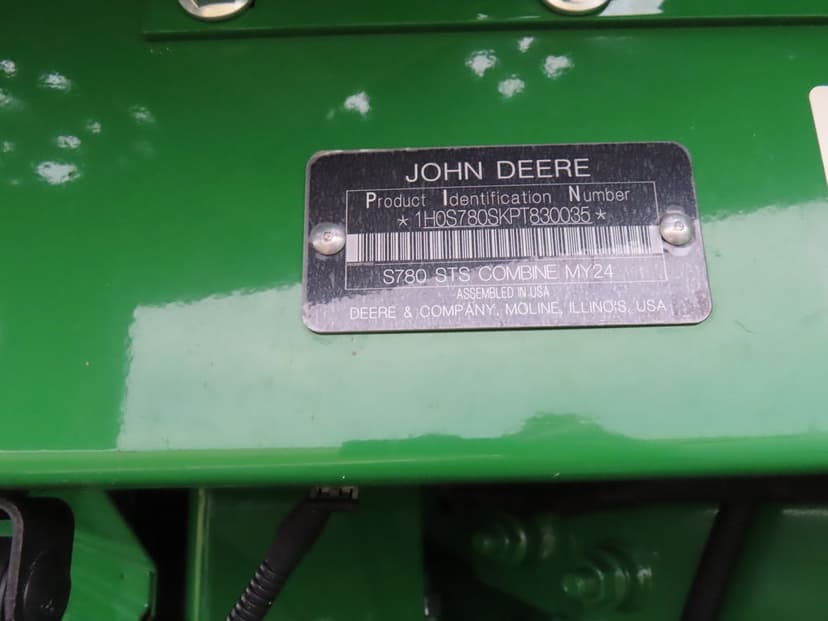 JOHN DEERE
Product Identification Number
*1H0S780SKPT830035*
S780 STS COMBINE MY24
ASSEMBLED IN USA
DEERE & COMPANY, MOLINE, ILLINOIS, USA